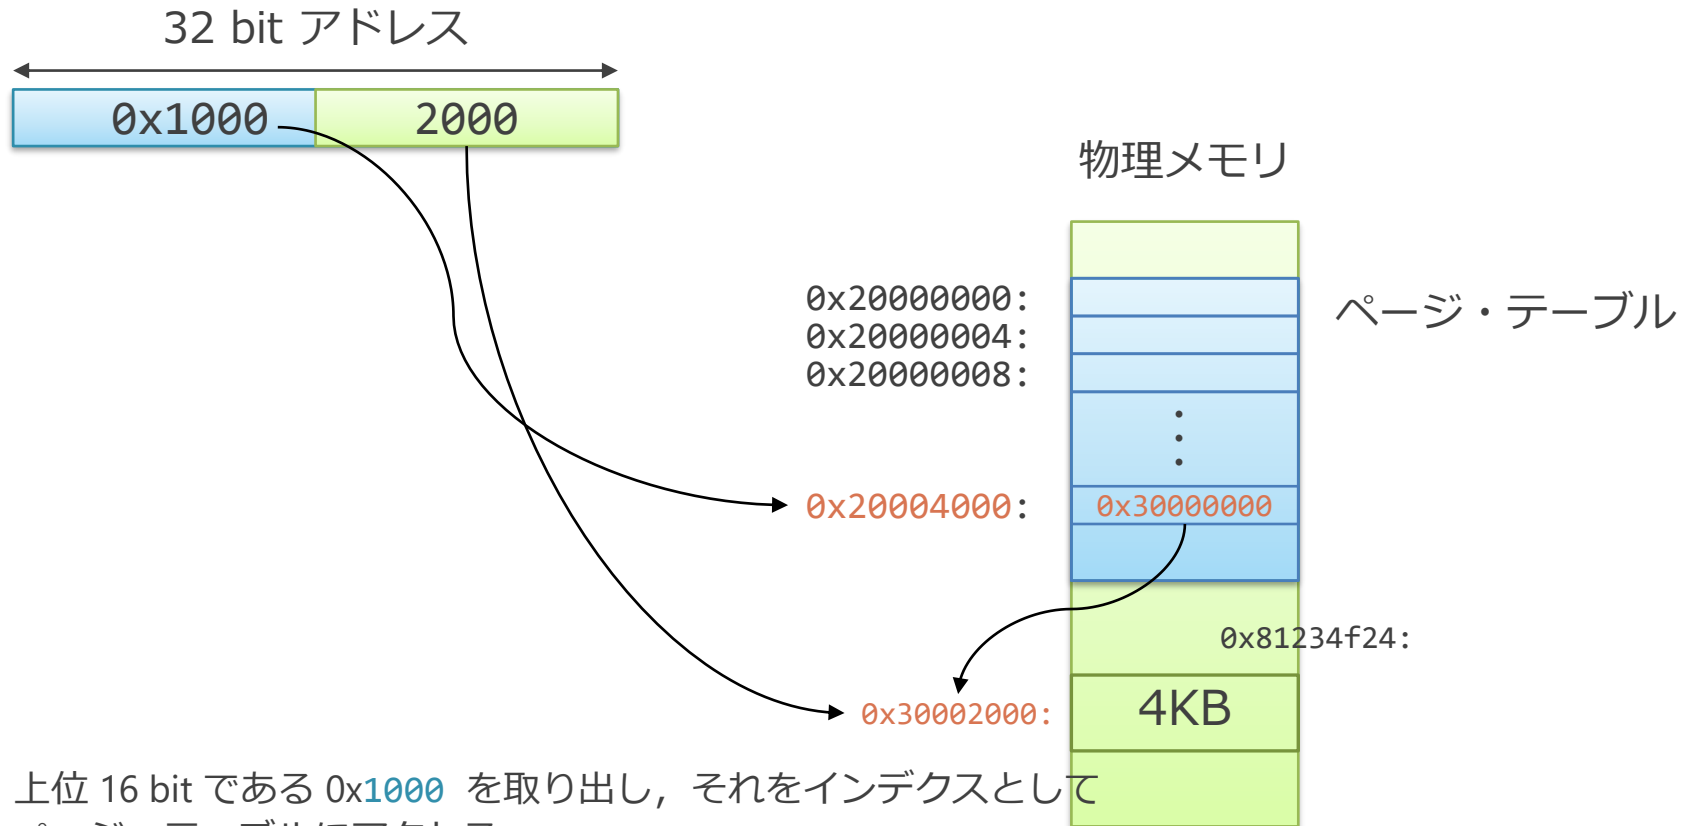 32 bit アドレス
0x1000 2000
物理メモリ
0x20000000:
0x20000004:
0x20000008:
ページ・テーブル
0x20004000: 0x30000000
0x81234f24:
0x30002000: 4KB
上位 16 bit である 0x1000 を取り出し，それをインデクスとして